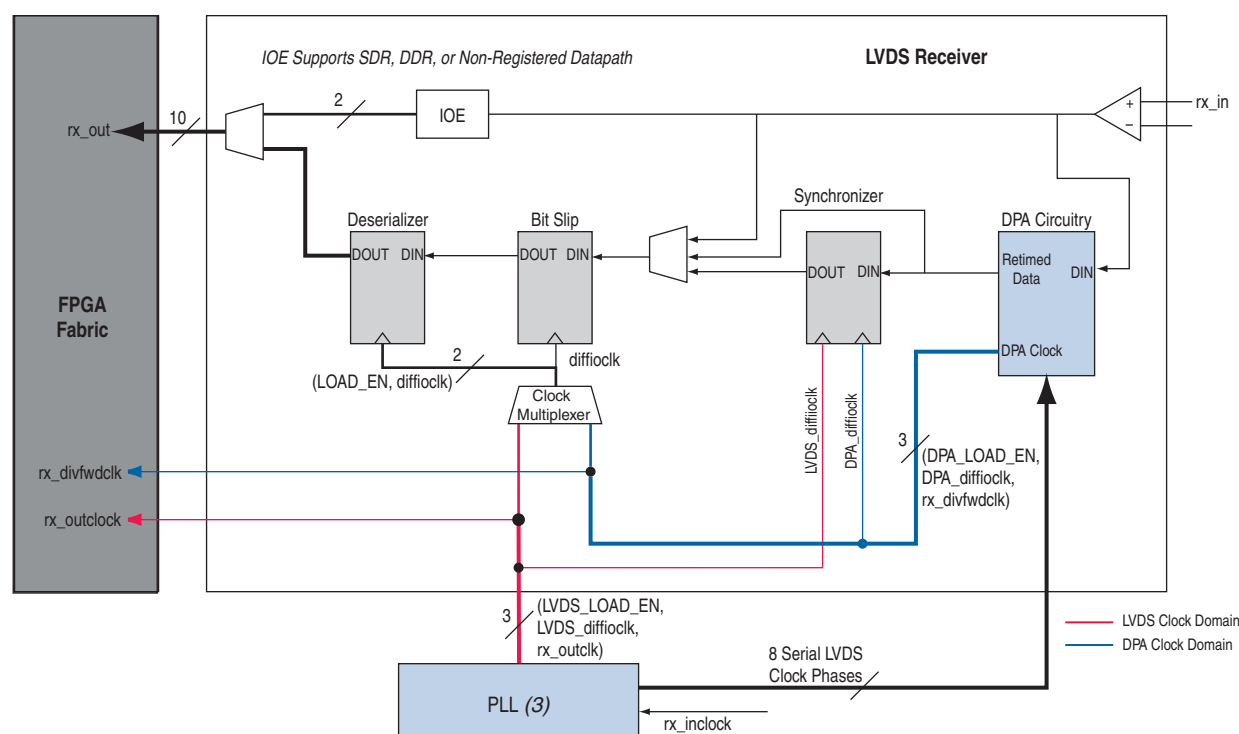 IOE Supports SDR, DDR, or Non-Registered Datapath
LVDS Receiver
2
IOE
+
–
rx_in
10
rx_out
Synchronizer
Deserializer
Bit Slip
DPA Circuitry
DOUT DIN
DOUT DIN
DOUT DIN
Retimed
Data
DIN
FPGA
Fabric
DPA Clock
2
diffioclk
(LOAD_EN, diffioclk)
Clock
Multiplexer
LVDS_diffiioclk
DPA_diffioclk
3
(DPA_LOAD_EN,
DPA_diffioclk,
rx_divfwdclk)
rx_divfwdclk
rx_outclock
3
(LVDS_LOAD_EN,
LVDS_diffioclk,
rx_outclk)
LVDS Clock Domain
DPA Clock Domain
8 Serial LVDS
Clock Phases
PLL (3)
rx_inclock